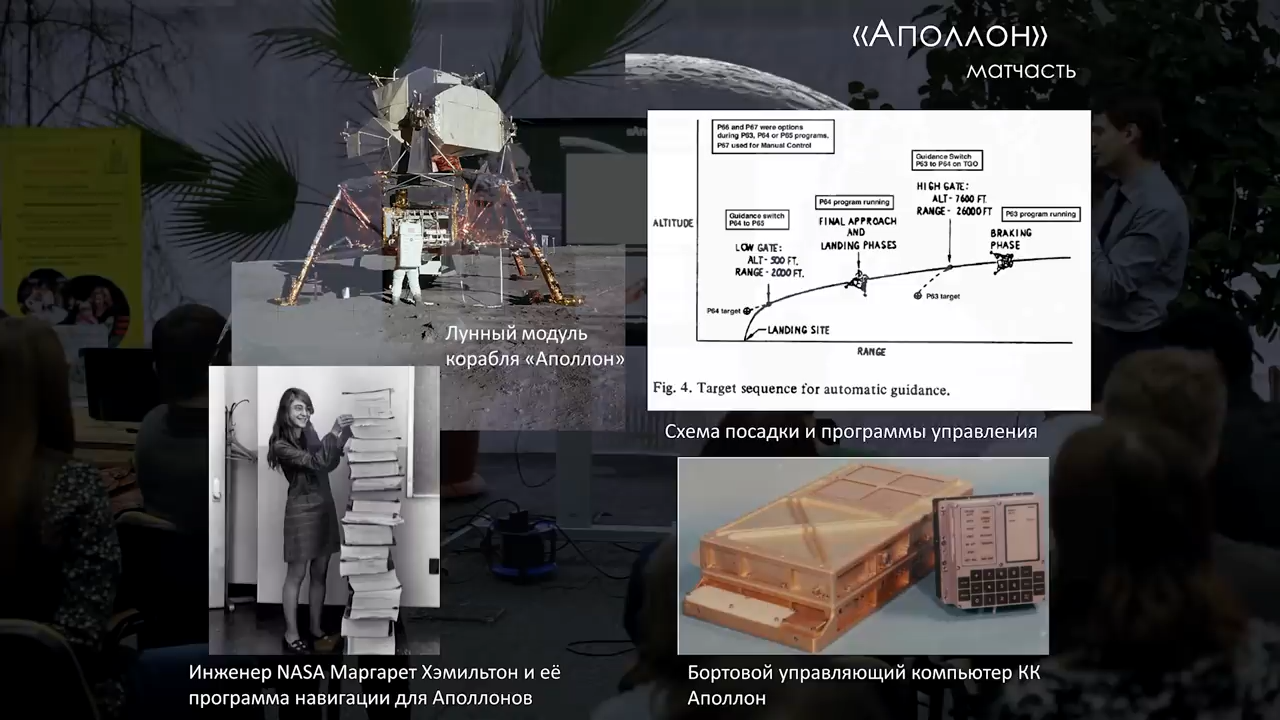 «Аполлон»
матчасть
P66 and P67 were options
during P63, P64 or P65 programs.
P67 used for Manual Control
Guidance Switch
P63 to P64 on TGO
HIGH GATE:
ALT- 7600 FT.
RANGE- 26000 FT
P64 program running
FINAL APPROACH
AND
LANDING PHASES
P63 program running
BRAKING
PHASE
Guidance switch
P64 to P65
LOW GATE:
ALT- 500 FT.
RANGE- 2000 FT.
ALTITUDE
P63 target
P64 target
LANDING SITE
RANGE
Fig. 4. Target sequence for automatic guidance.
Лунный модуль
корабля «Аполлон»
Схема посадки и программы управления
Инженер NASA Маргарет Хэмильтон и её
программа навигации для Аполлонов
Бортовой управляющий компьютер КК
Аполлон